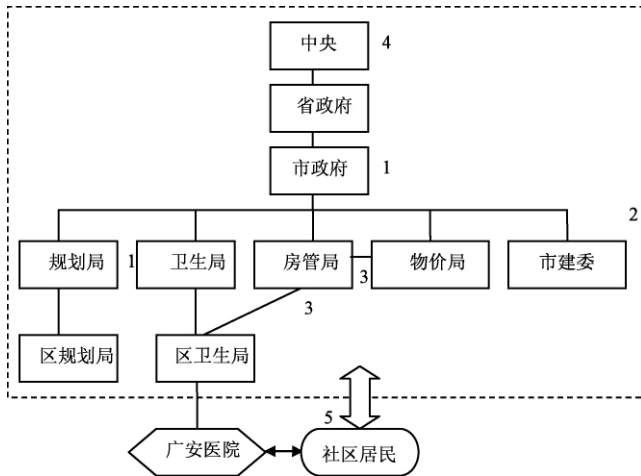 中央
4
省政府
市政府
1
2
规划局
1
卫生局
房管局
3
物价局
市建委
3
区规划局
区卫生局
5
广安医院
社区居民